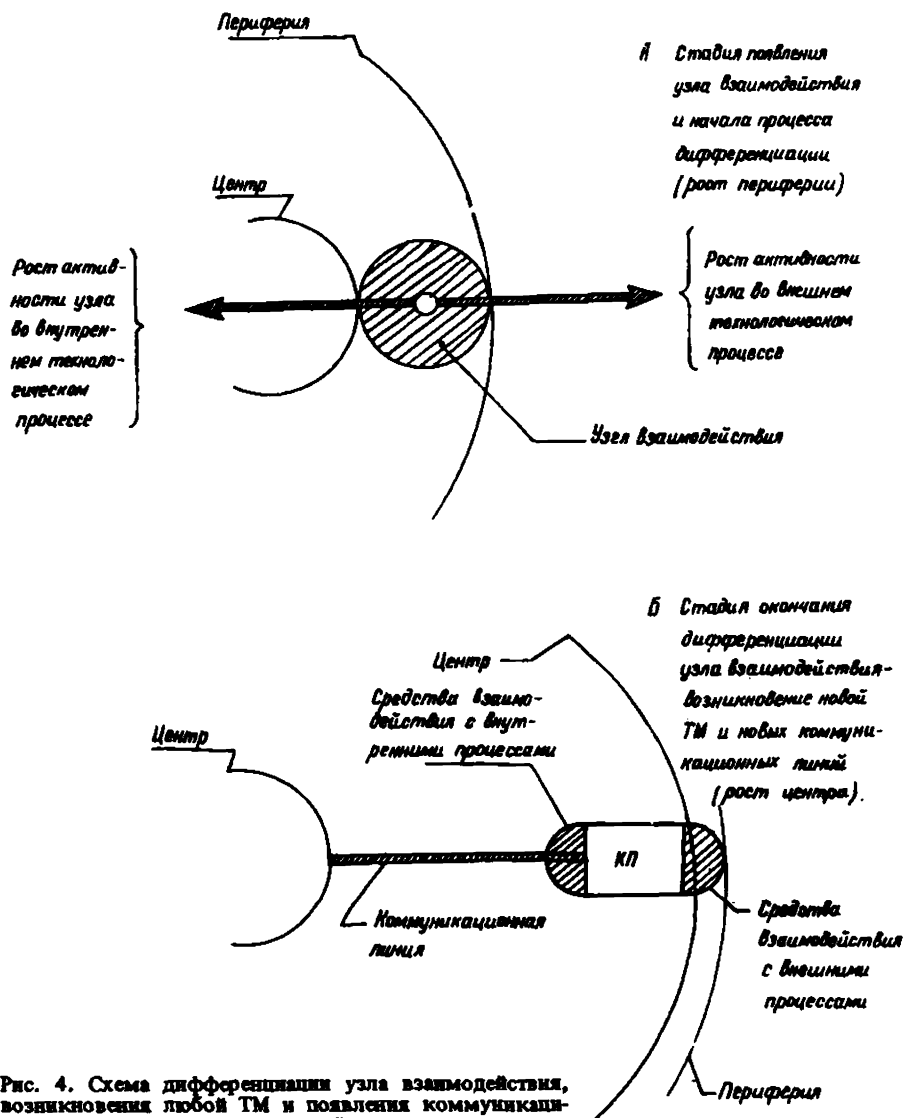 Периферия
А Стадия появления
узла взаимодействия
и начала процесса
дифференциации
(рост периферии)
Центр
Рост актив-
ности узла
во внутрен-
нем техноло-
гическом
процессе
Рост активности
узла во внешнем
технологическом
процессе
Узел взаимодействия
Б Стадия окончания
дифференциации
узла взаимодействия-
возникновение новой
ТМ и новых коммуни-
кационных линий
(рост центра).
Центр
Средства взаимо-
действия с внут-
ренними процессами
Центр
КП
Коммуникационная
линия
Средства
взаимодействия
с внешними
процессами
Периферия
Рис. 4. Схема дифференциации узла взаимодействия,
возникновения любой ТМ и появления коммуникаци-